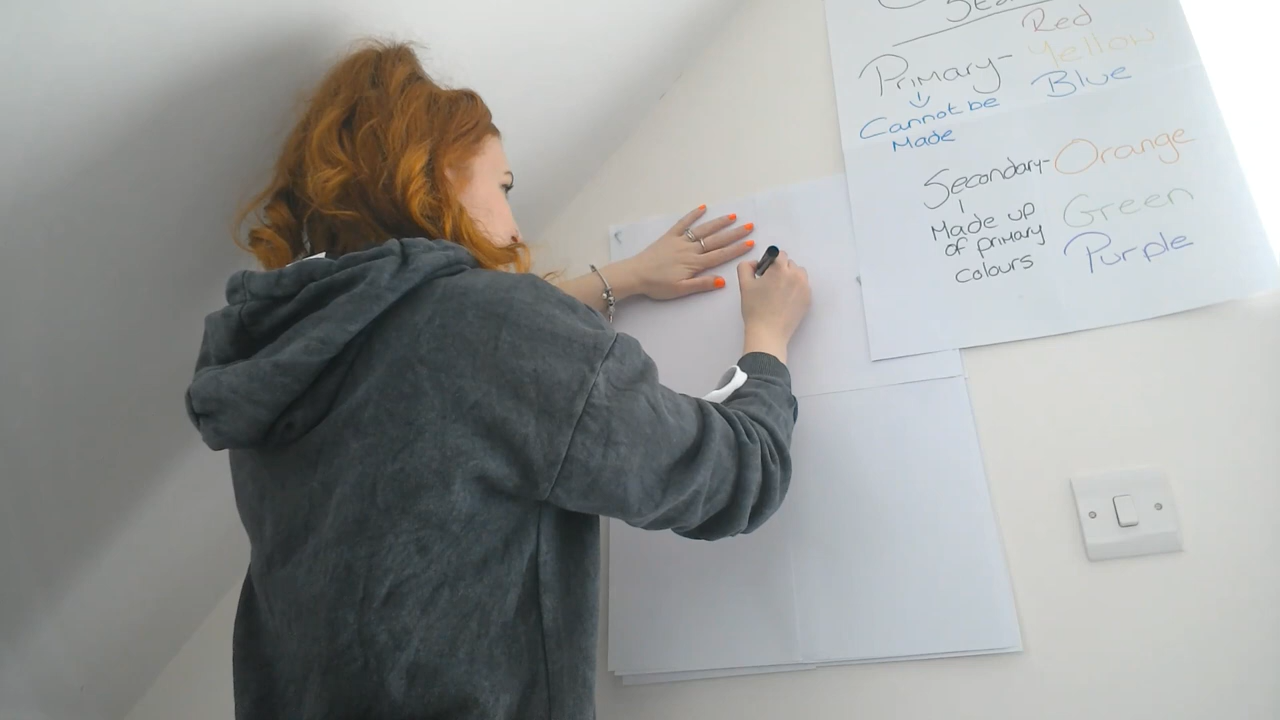 Red
Primary- Yellow
Blue
Cannot be
Made
Secondary- Orange
Made up
of primary
colours
Green
Purple